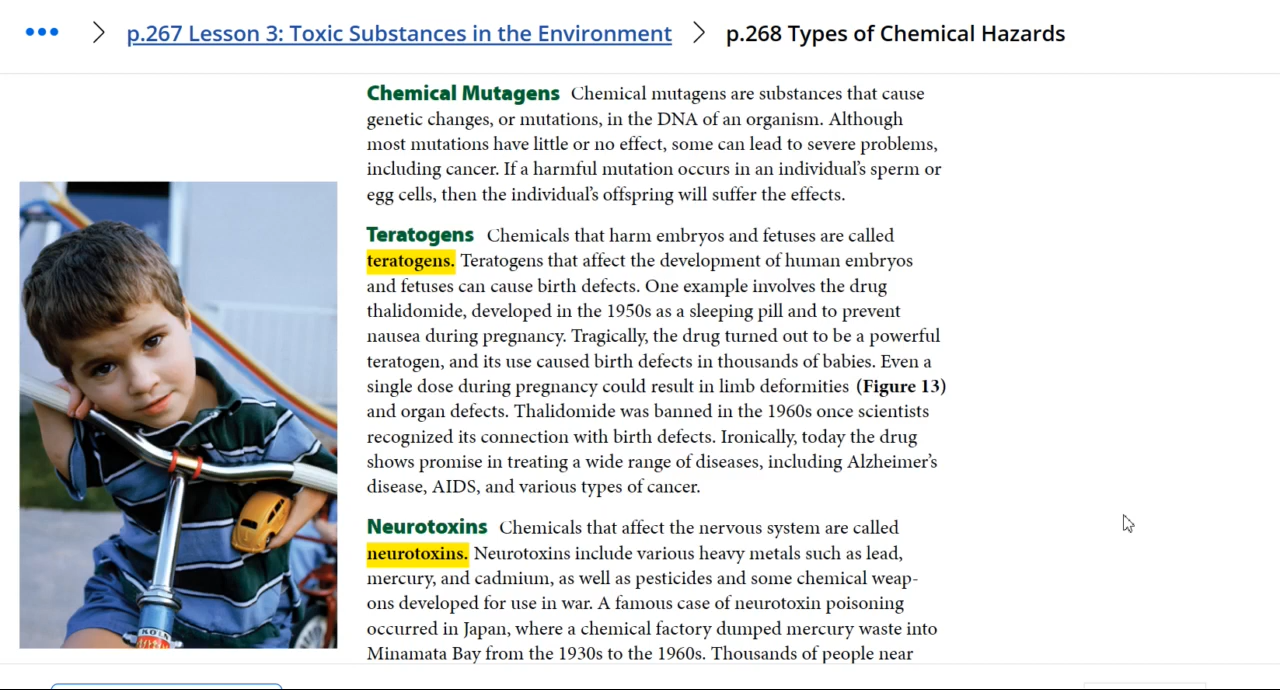 p.267 Lesson 3: Toxic Substances in the Environment > p.268 Types of Chemical Hazards
Chemical Mutagens Chemical mutagens are substances that cause
genetic changes, or mutations, in the DNA of an organism. Although
most mutations have little or no effect, some can lead to severe problems,
including cancer. If a harmful mutation occurs in an individual's sperm or
egg cells, then the individual's offspring will suffer the effects.
Teratogens Chemicals that harm embryos and fetuses are called
teratogens. Teratogens that affect the development of human embryos
and fetuses can cause birth defects. One example involves the drug
thalidomide, developed in the 1950s as a sleeping pill and to prevent
nausea during pregnancy. Tragically, the drug turned out to be a powerful
teratogen, and its use caused birth defects in thousands of babies. Even a
single dose during pregnancy could result in limb deformities (Figure 13)
and organ defects. Thalidomide was banned in the 1960s once scientists
recognized its connection with birth defects. Ironically, today the drug
shows promise in treating a wide range of diseases, including Alzheimer's
disease, AIDS, and various types of cancer.
Neurotoxins Chemicals that affect the nervous system are called
neurotoxins. Neurotoxins include various heavy metals such as lead,
mercury, and cadmium, as well as pesticides and some chemical weap-
ons developed for use in war. A famous case of neurotoxin poisoning
occurred in Japan, where a chemical factory dumped mercury waste into
Minamata Bay from the 1930s to the 1960s. Thousands of people near